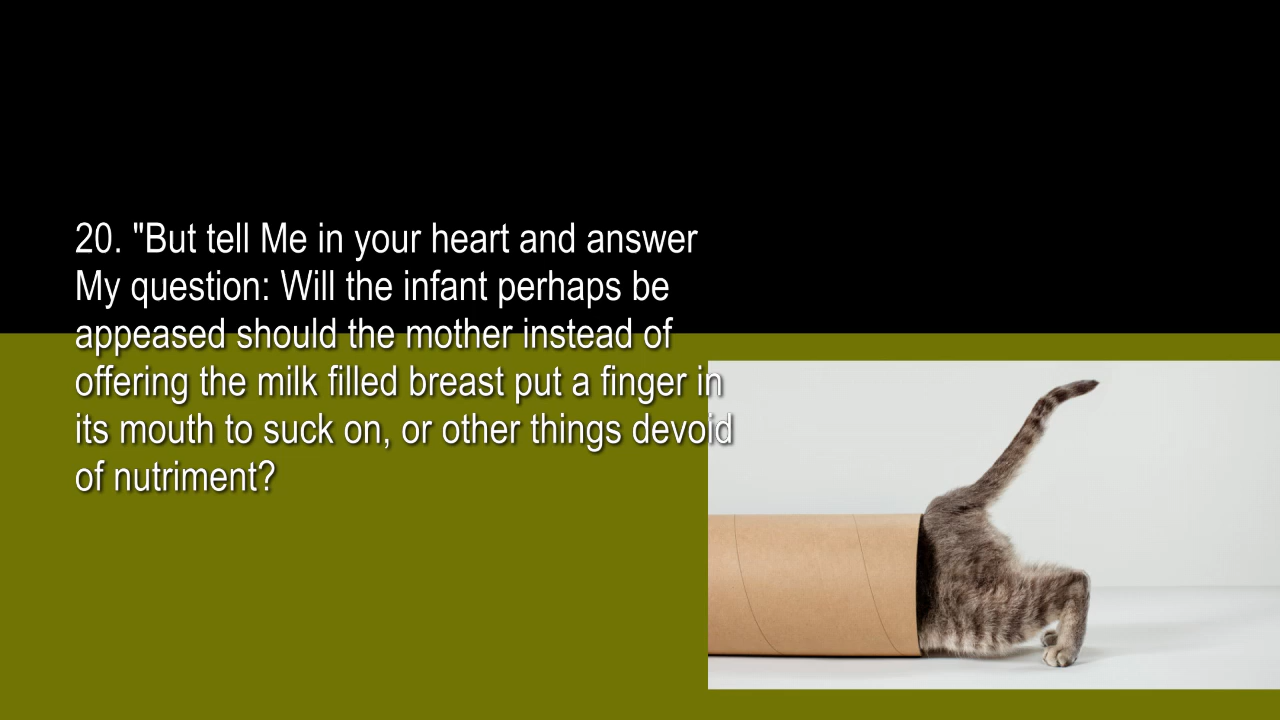 20. "But tell Me in your heart and answer
My question: Will the infant perhaps be
appeased should the mother instead of
offering the milk filled breast put a finger in
its mouth to suck on, or other things devoid
of nutriment?